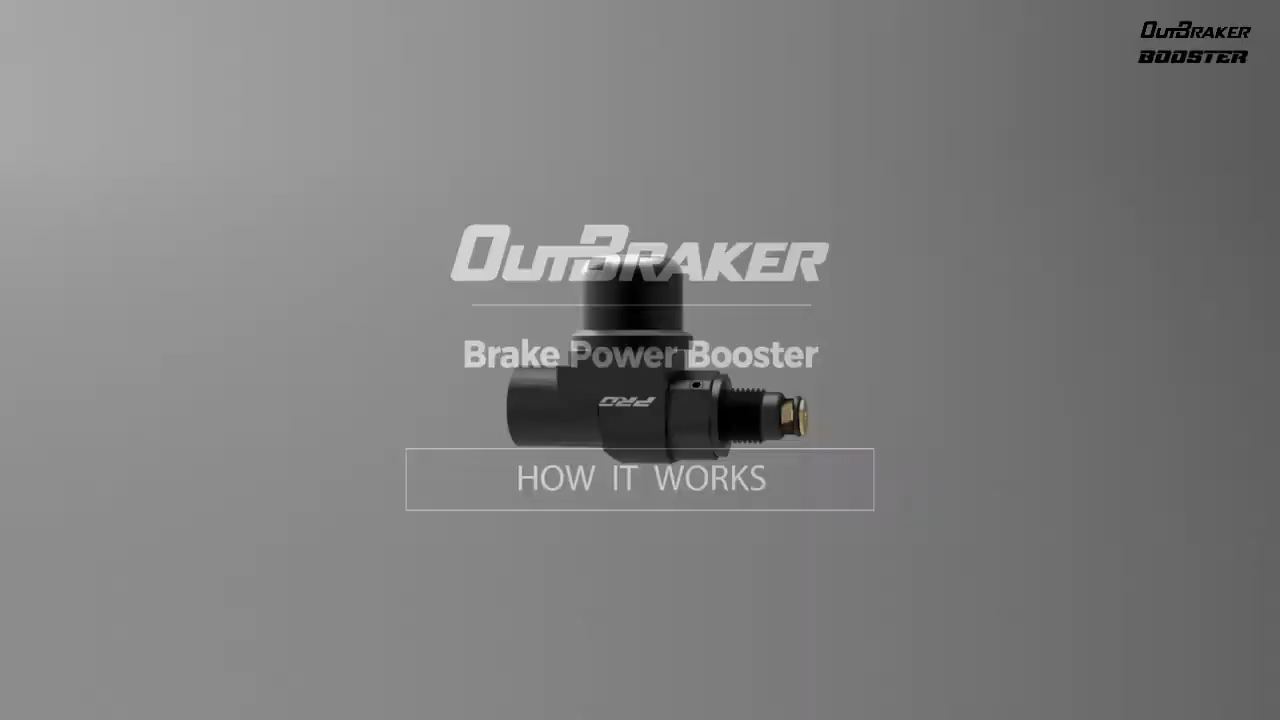 OUTBRAKER
BOOSTER
OUTBRAKER
Brake Power Booster
PRO
HOW IT WORKS